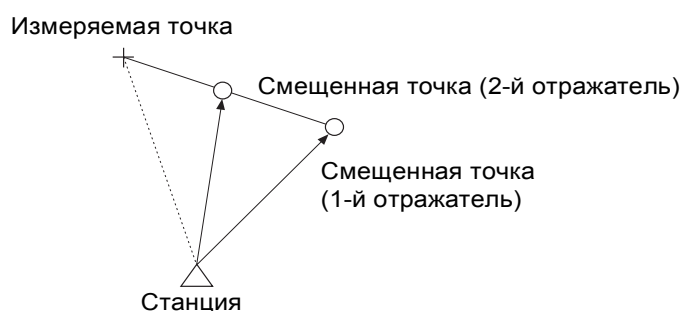 Измеряемая точка
Смещенная точка (2-й отражатель)
Смещенная точка
(1-й отражатель)
Станция